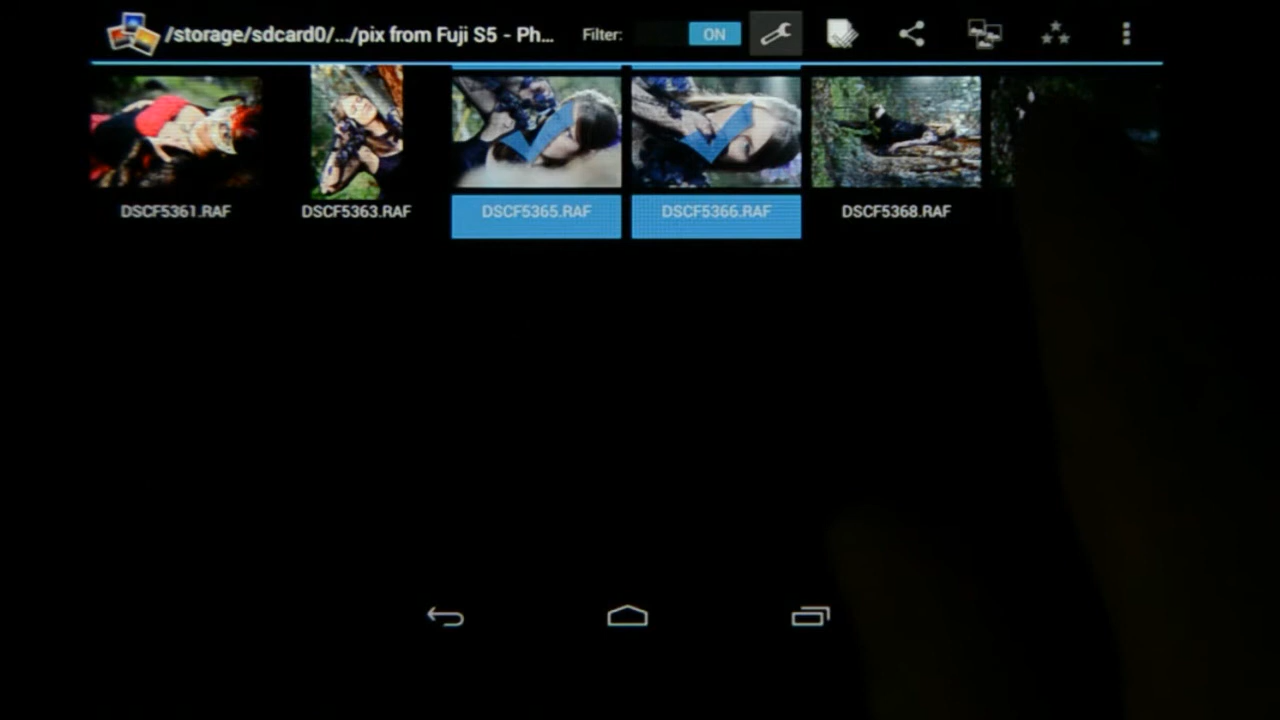 /storage/sdcard0/.../pix from Fuji S5 - Ph... Filter: ON
DSCF5361.RAF DSCF5363.RAF DSCF5365.RAF DSCF5366.RAF DSCF5368.RAF